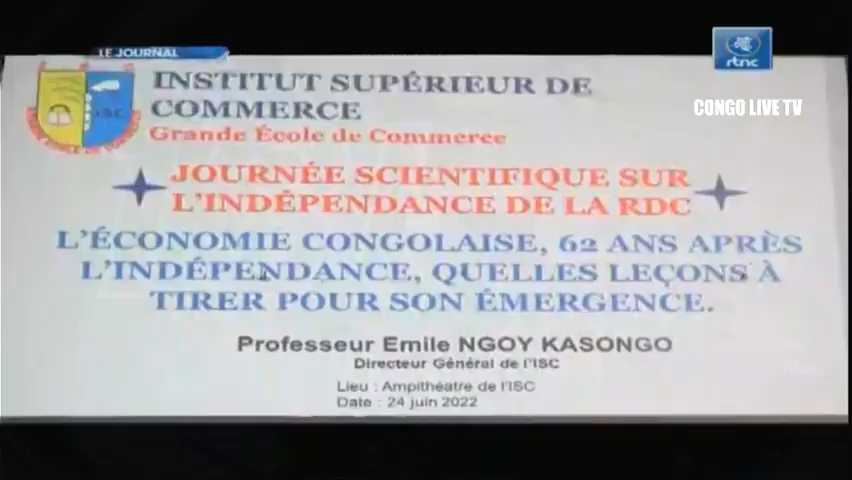 LE JOURNAL
rtnc
CONGO LIVE TV
ISC
INSTITUT SUPÉRIEUR DE
COMMERCE
Grande École de Commerce
JOURNÉE SCIENTIFIQUE SUR
L'INDÉPENDANCE DE LA RDC
L'ÉCONOMIE CONGOLAISE, 62 ANS APRÈS
L'INDÉPENDANCE, QUELLES LEÇONS À
TIRER POUR SON ÉMERGENCE.
Professeur Emile NGOY KASONGO
Directeur Général de l'ISC
Lieu : Ampithéatre de l'ISC
Date : 24 juin 2022